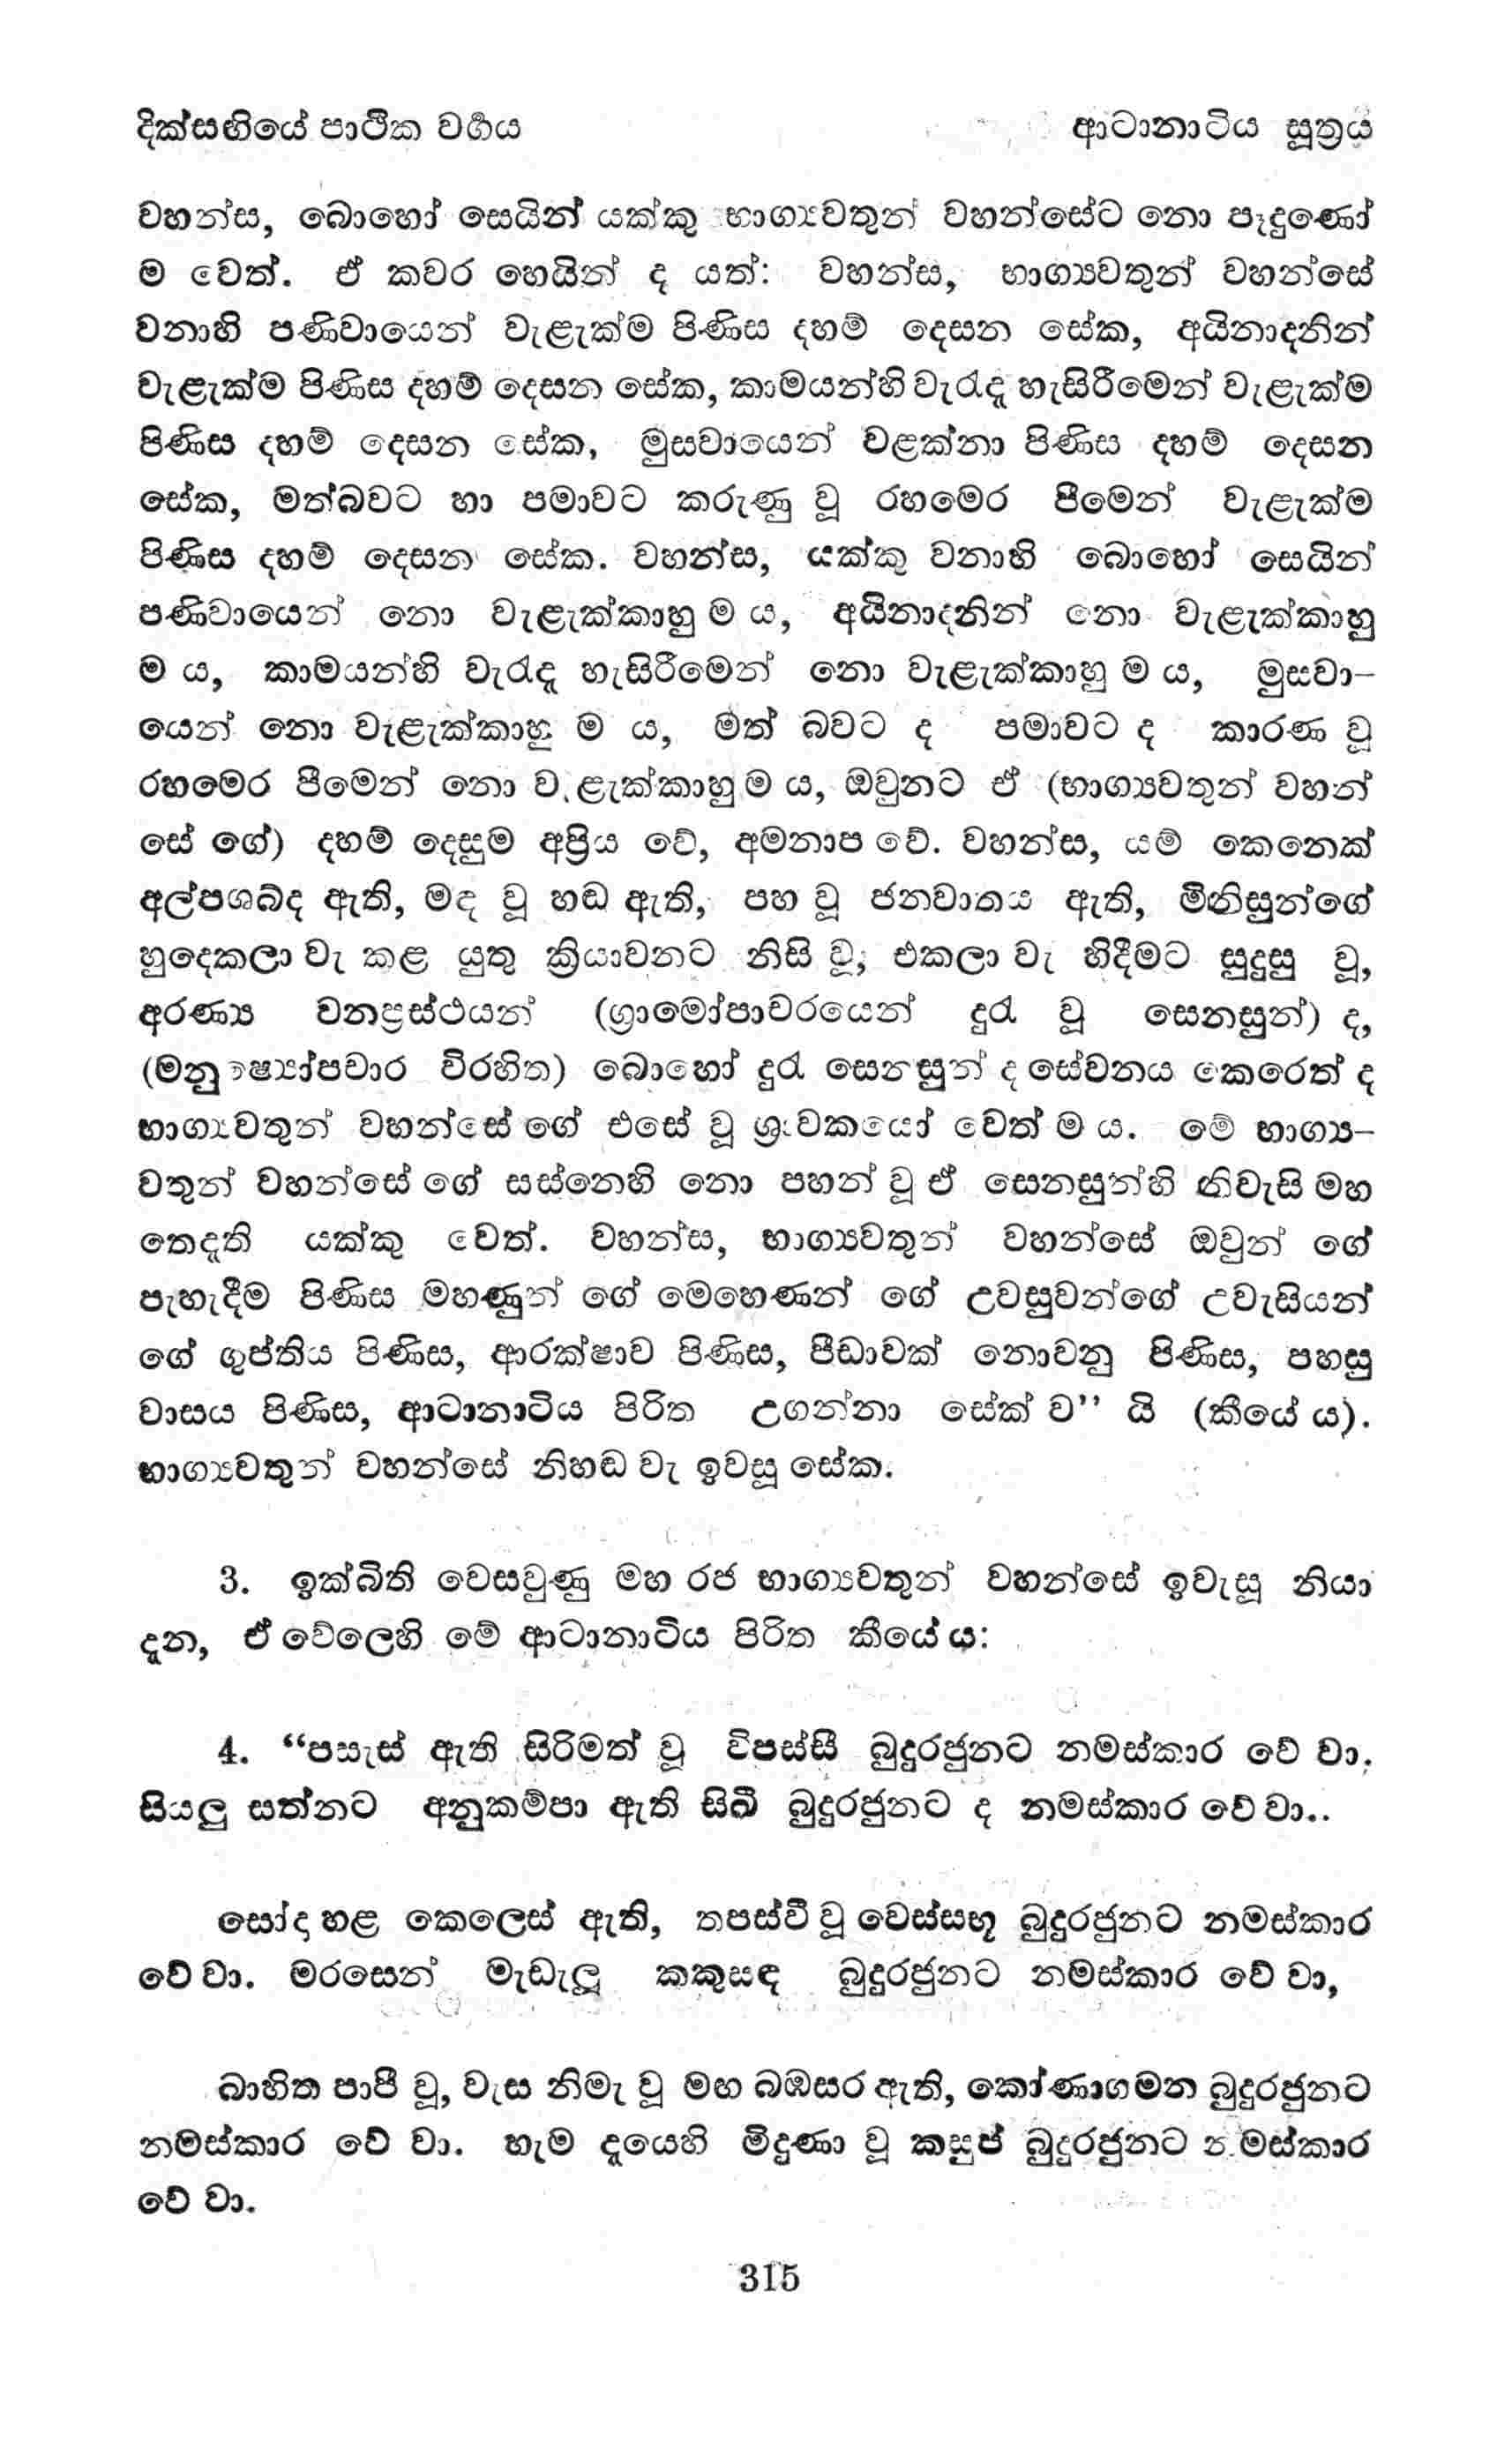 දික්සඟියේ පාථික වර්‍ගය
ආටානාටිය සූත්‍රය
වහන්ස, බොහෝ සෙයින් යක්කු භාග්‍යවතුන් වහන්සේට නො පෑදුණෝ
ම වෙත්. ඒ කවර හෙයින් ද යත්: වහන්ස, භාග්‍යවතුන් වහන්සේ
වනාහි පණිවායෙන් වැළැක්ම පිණිස දහම් දෙසන සේක, අයිනාදනින්
වැළැක්ම පිණිස දහම් දෙසන සේක, කාමයන්හි වැරැදෑ හැසිරීමෙන් වැළැක්ම
පිණිස දහම් දෙසන සේක, මුසවායෙන් වළක්නා පිණිස දහම් දෙසන
සේක, මත්බවට හා පමාවට කරුණු වූ රහමෙර පීමෙන් වැළැක්ම
පිණිස දහම් දෙසන සේක. වහන්ස, යක්කු වනාහි බොහෝ සෙයින්
පණිවායෙන් නො වැළැක්කාහු ම ය, අයිනාදනින් නො වැළැක්කාහු
ම ය, කාමයන්හි වැරැදෑ හැසිරීමෙන් නො වැළැක්කාහු ම ය, මුසවා-
යෙන් නො වැළැක්කාහු ම ය, මත් බවට ද පමාවට ද කාරණ වූ
රහමෙර පීමෙන් නො වැළැක්කාහු ම ය, ඔවුනට ඒ (භාග්‍යවතුන් වහන්
සේ ගේ) දහම් දෙසුම අප්‍රිය වේ, අමනාප වේ. වහන්ස, යම් කෙනෙක්
අල්පශබ්ද ඇති, මඳ වූ හඬ ඇති, පහ වූ ජනවාතය ඇති, මිනිසුන්ගේ
හුදෙකලා වැ කළ යුතු ක්‍රියාවනට නිසි වූ, එකලා වැ හිදීමට සුදුසු වූ,
අරණ්‍ය වනප්‍රස්ථයන් (ග්‍රාමෝපාචරයෙන් දුරැ වූ සෙනසුන්) ද,
(මනුෂ්‍යෝපචාර විරහිත) බොහෝ දුරැ සෙනසුන් ද සේවනය කෙරෙත් ද
භාග්‍යවතුන් වහන්සේ ගේ එසේ වූ ශ්‍රාවකයෝ වෙත් ම ය. මේ භාග්‍ය-
වතුන් වහන්සේ ගේ සස්නෙහි නො පහන් වූ ඒ සෙනසුන්හි නිවැසි මහ
තෙදැති යක්කු වෙත්. වහන්ස, භාග්‍යවතුන් වහන්සේ ඔවුන් ගේ
පැහැදීම පිණිස මහණුන් ගේ මෙහෙණන් ගේ උවසුවන්ගේ උවැසියන්
ගේ ගුප්තිය පිණිස, ආරක්ෂාව පිණිස, පීඩාවක් නොවනු පිණිස, පහසු
වාසය පිණිස, ආටානාටිය පිරිත උගන්නා සේක් ව” යි (කීයේ ය).
භාග්‍යවතුන් වහන්සේ නිහඬ වැ ඉවසූ සේක.
3. ඉක්බිති වෙසවුණු මහ රජ භාග්‍යවතුන් වහන්සේ ඉවැසූ නියා
දැන, ඒ වේලෙහි මේ ආටානාටිය පිරිත කීයේ ය:
4. “පසැස් ඇති සිරිමත් වූ විපස්සී බුදුරජුනට නමස්කාර වේ වා.
සියලු සත්නට අනුකම්පා ඇති සිඛී බුදුරජුනට ද නමස්කාර වේ වා..
සෝදා හළ කෙලෙස් ඇති, තපස්වී වූ වෙස්සභූ බුදුරජුනට නමස්කාර
වේ වා. මරසෙන් මැඩැලූ කකුසඳ බුදුරජුනට නමස්කාර වේ වා,
බාහිත පාපී වූ, වැස නිමැ වූ මඟ බඹසර ඇති, කෝණාගමන බුදුරජුනට
නමස්කාර වේ වා. හැම දෑයෙහි මිදුණා වූ කසුප් බුදුරජුනට නමස්කාර
වේ වා.
315